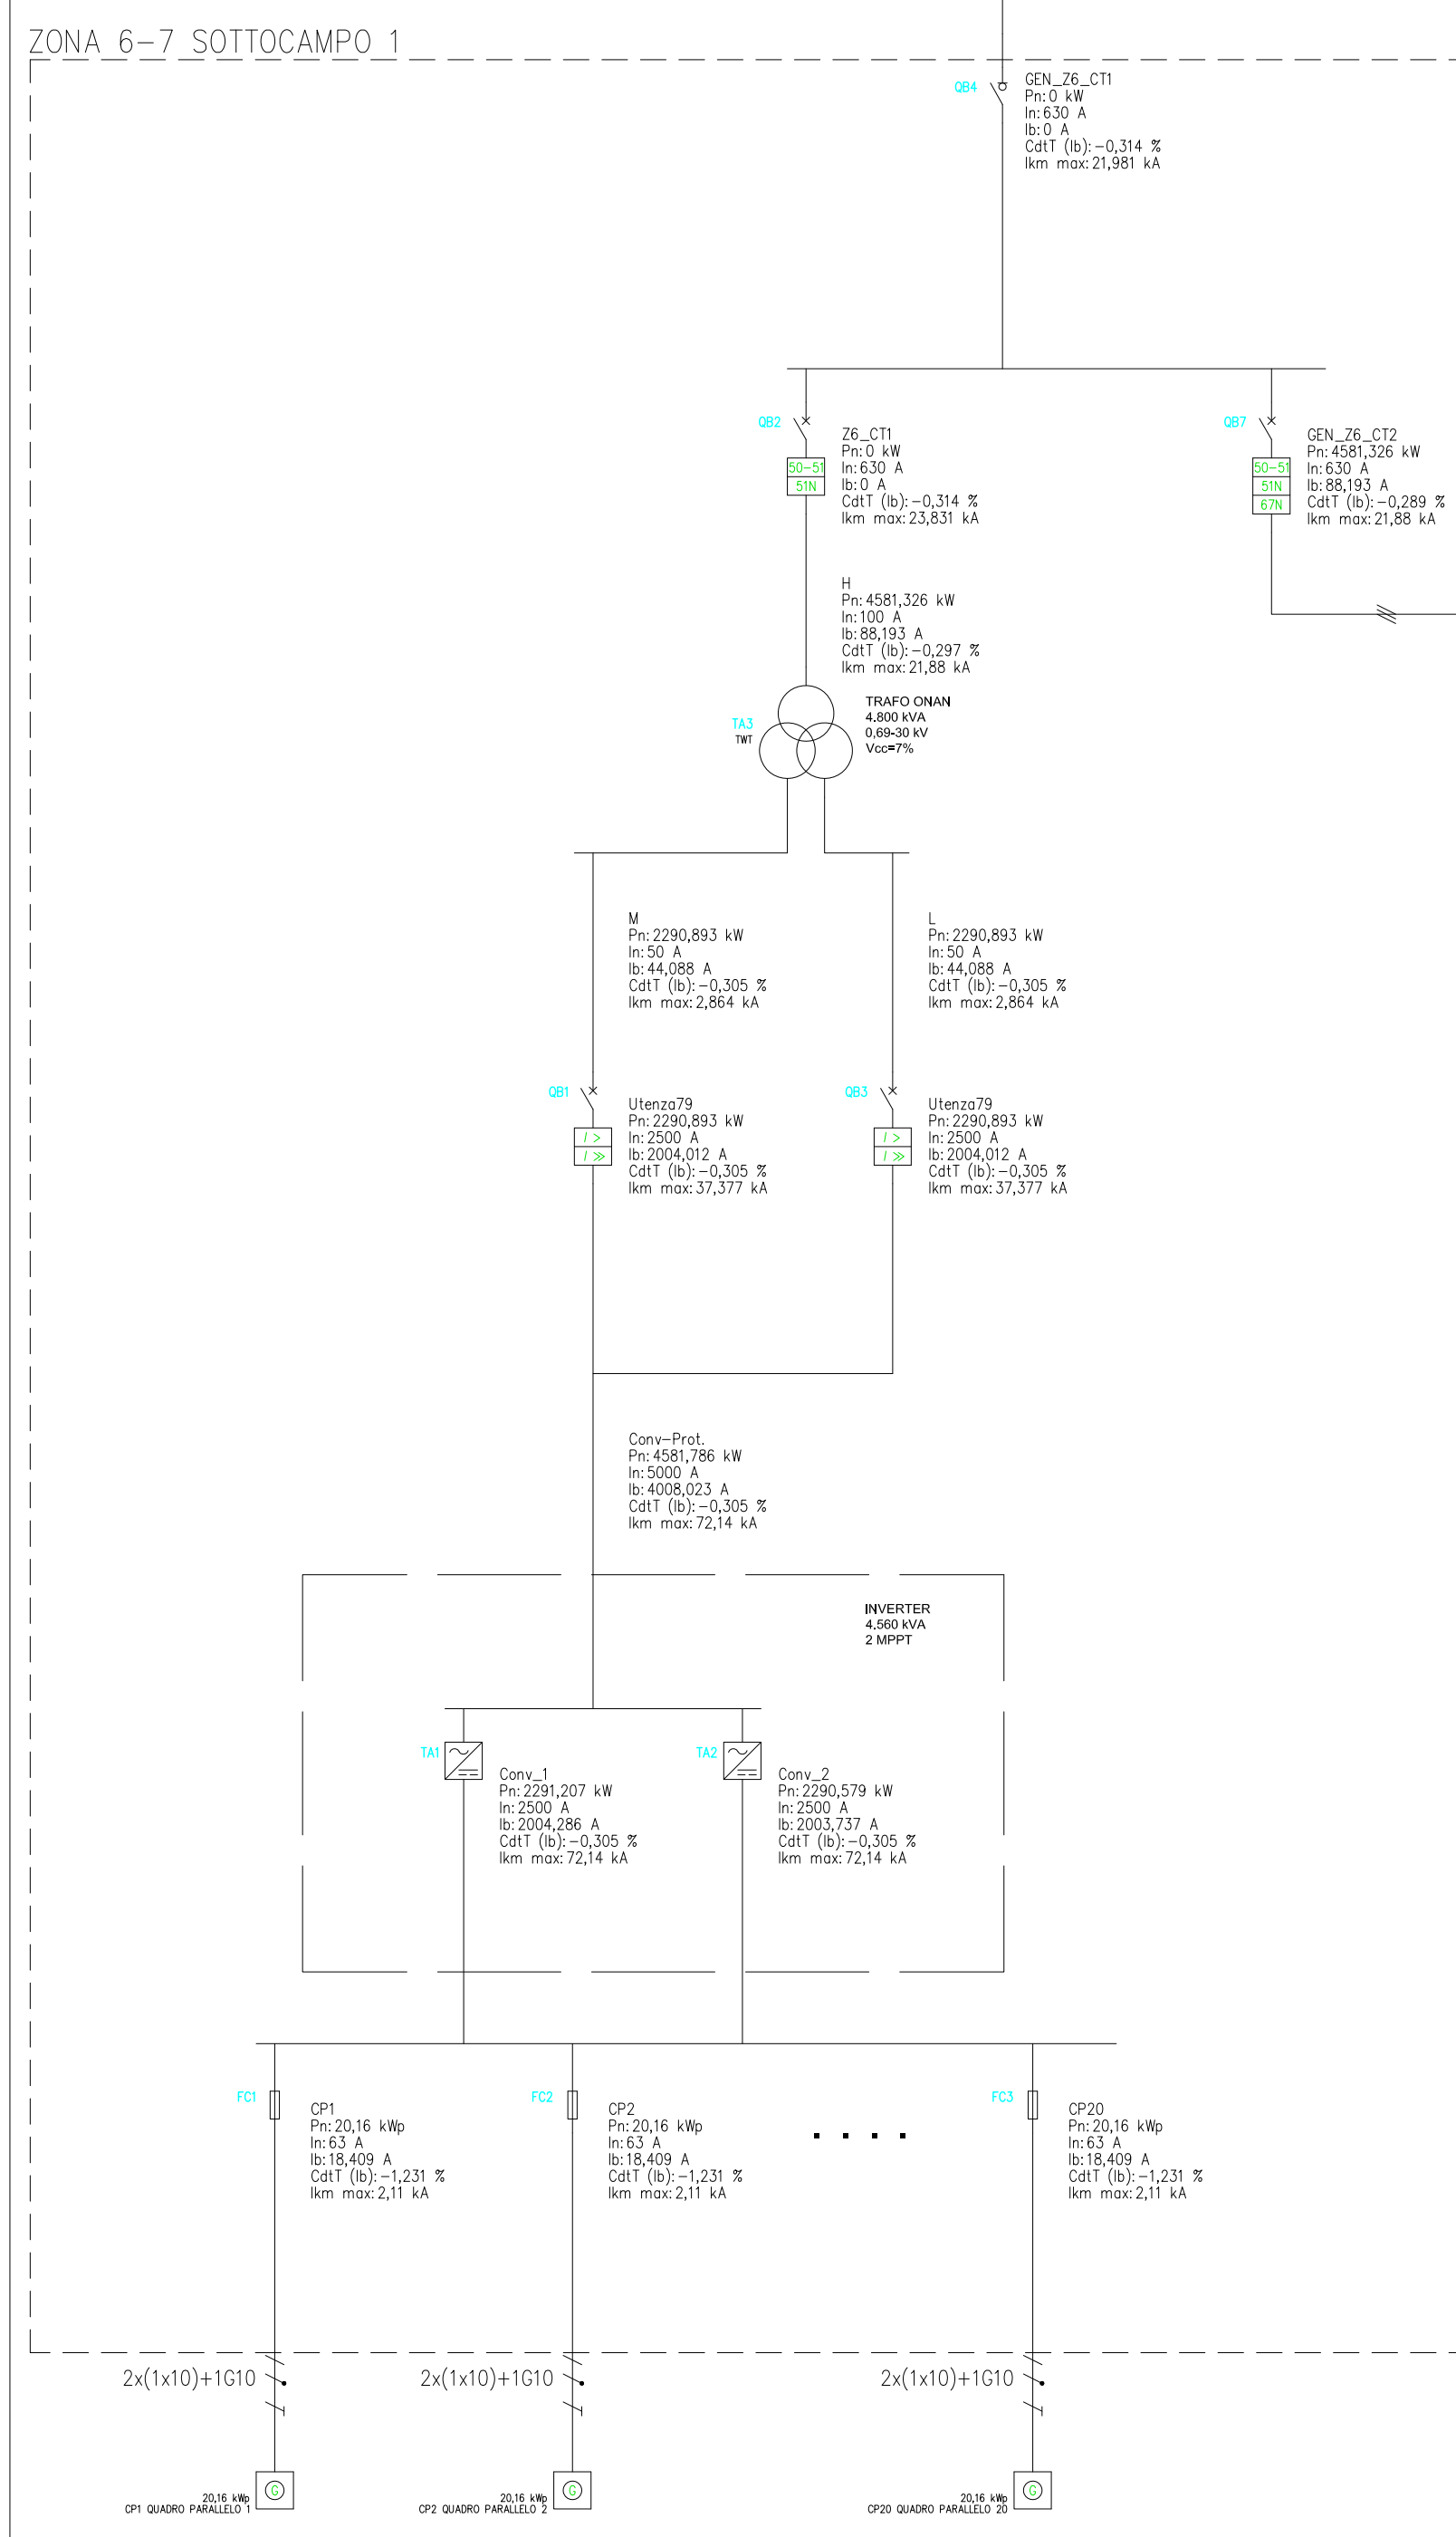 ZONA 6-7 SOTTOCAMPO 1
QB4
GEN_Z6_CT1
Pn: 0 kW
In: 630 A
Ib: 0 A
CdtT (Ib): -0,314 %
Ikm max: 21,981 kA
QB2
Z6_CT1
Pn: 0 kW
In: 630 A
Ib: 0 A
CdtT (Ib): -0,314 %
Ikm max: 23,831 kA
50-51
51N
QB7
GEN_Z6_CT2
Pn: 4581,326 kW
In: 630 A
Ib: 88,193 A
CdtT (Ib): -0,289 %
Ikm max: 21,88 kA
50-51
51N
67N
H
Pn: 4581,326 kW
In: 100 A
Ib: 88,193 A
CdtT (Ib): -0,297 %
Ikm max: 21,88 kA
TA3
TWT
TRAFO ONAN
4.800 kVA
0,69-30 kV
Vcc=7%
M
Pn: 2290,893 kW
In: 50 A
Ib: 44,088 A
CdtT (Ib): -0,305 %
Ikm max: 2,864 kA
L
Pn: 2290,893 kW
In: 50 A
Ib: 44,088 A
CdtT (Ib): -0,305 %
Ikm max: 2,864 kA
QB1
I >
I >>
Utenza79
Pn: 2290,893 kW
In: 2500 A
Ib: 2004,012 A
CdtT (Ib): -0,305 %
Ikm max: 37,377 kA
QB3
I >
I >>
Utenza79
Pn: 2290,893 kW
In: 2500 A
Ib: 2004,012 A
CdtT (Ib): -0,305 %
Ikm max: 37,377 kA
Conv-Prot.
Pn: 4581,786 kW
In: 5000 A
Ib: 4008,023 A
CdtT (Ib): -0,305 %
Ikm max: 72,14 kA
INVERTER
4.560 kVA
2 MPPT
TA1
Conv_1
Pn: 2291,207 kW
In: 2500 A
Ib: 2004,286 A
CdtT (Ib): -0,305 %
Ikm max: 72,14 kA
TA2
Conv_2
Pn: 2290,579 kW
In: 2500 A
Ib: 2003,737 A
CdtT (Ib): -0,305 %
Ikm max: 72,14 kA
FC1
CP1
Pn: 20,16 kWp
In: 63 A
Ib: 18,409 A
CdtT (Ib): -1,231 %
Ikm max: 2,11 kA
FC2
CP2
Pn: 20,16 kWp
In: 63 A
Ib: 18,409 A
CdtT (Ib): -1,231 %
Ikm max: 2,11 kA
. . . .
FC3
CP20
Pn: 20,16 kWp
In: 63 A
Ib: 18,409 A
CdtT (Ib): -1,231 %
Ikm max: 2,11 kA
2x(1x10)+1G10
2x(1x10)+1G10
2x(1x10)+1G10
G
20,16 kWp
CP1 QUADRO PARALLELO 1
G
20,16 kWp
CP2 QUADRO PARALLELO 2
G
20,16 kWp
CP20 QUADRO PARALLELO 20